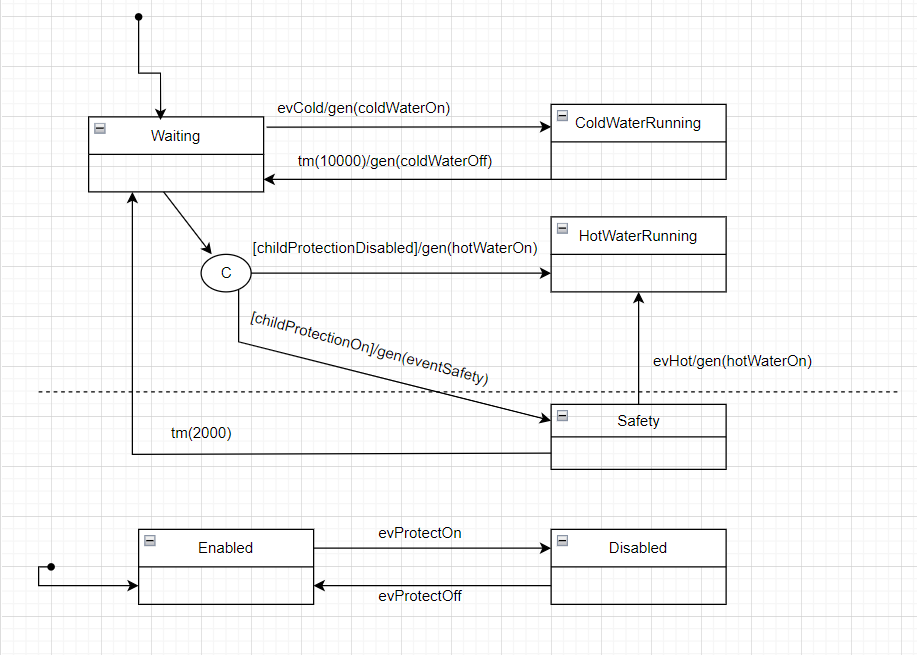 evCold/gen(coldWaterOn)
ColdWaterRunning
Waiting
tm(10000)/gen(coldWaterOff)
HotWaterRunning
[childProtectionDisabled]/gen(hotWaterOn)
C
[childProtectionOn]/gen(eventSafety)
evHot/gen(hotWaterOn)
Safety
tm(2000)
evProtectOn
Enabled
Disabled
evProtectOff